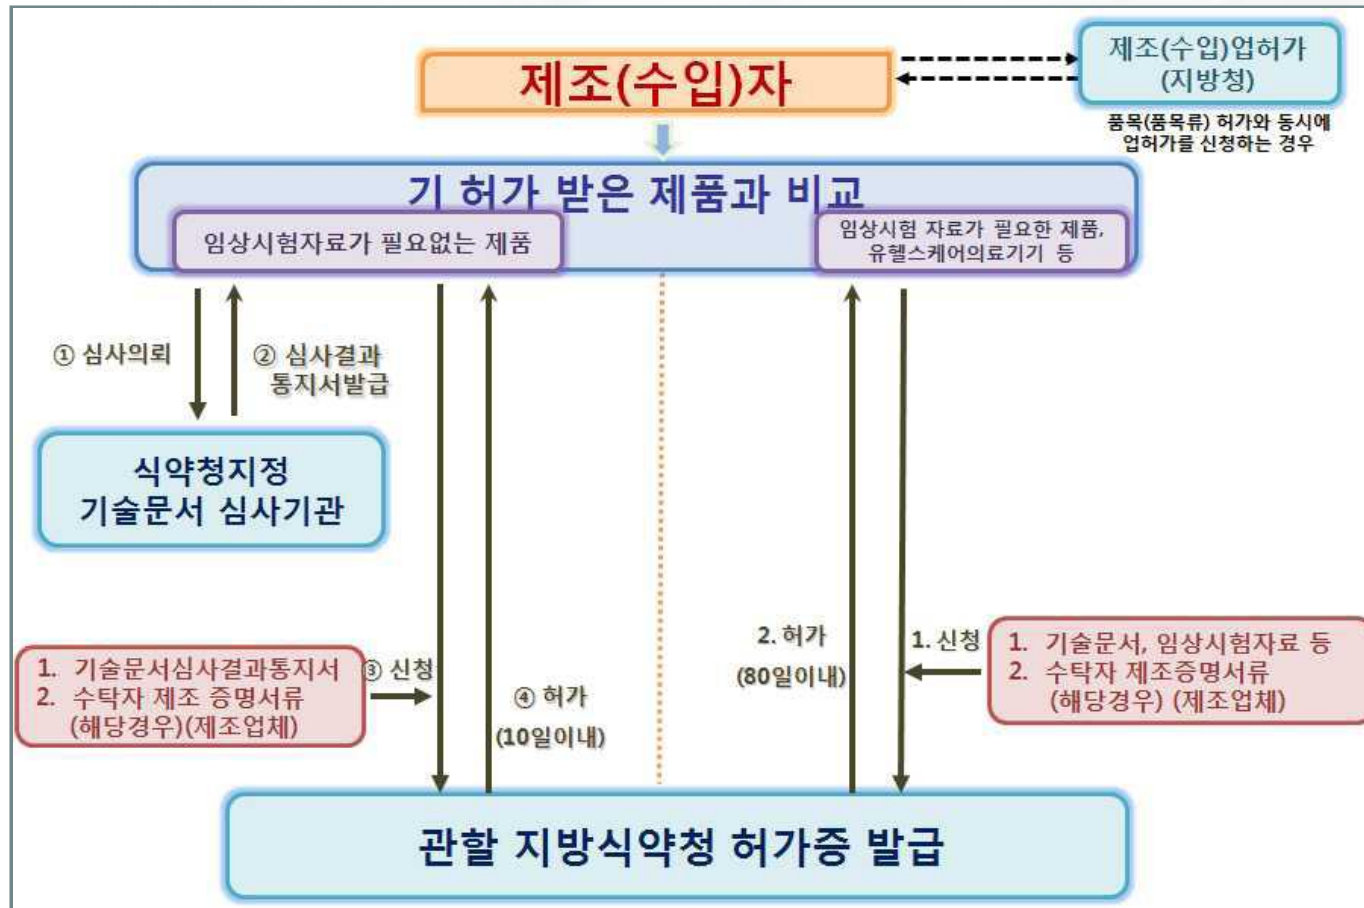 제조(수입)자
제조(수입)업허가
(지방청)
품목(품목류) 허가와 동시에
업허가를 신청하는 경우
기 허가 받은 제품과 비교
임상시험자료가 필요없는 제품
임상시험 자료가 필요한 제품,
유헬스케어의료기기 등
① 심사의뢰
② 심사결과
통지서발급
식약청지정
기술문서 심사기관
1. 기술문서심사결과통지서
2. 수탁자 제조 증명서류
(해당경우)(제조업체)
③ 신청
④ 허가
(10일이내)
2. 허가
(80일이내)
1. 신청
1. 기술문서, 임상시험자료 등
2. 수탁자 제조증명서류
(해당경우) (제조업체)
관할 지방식약청 허가증 발급